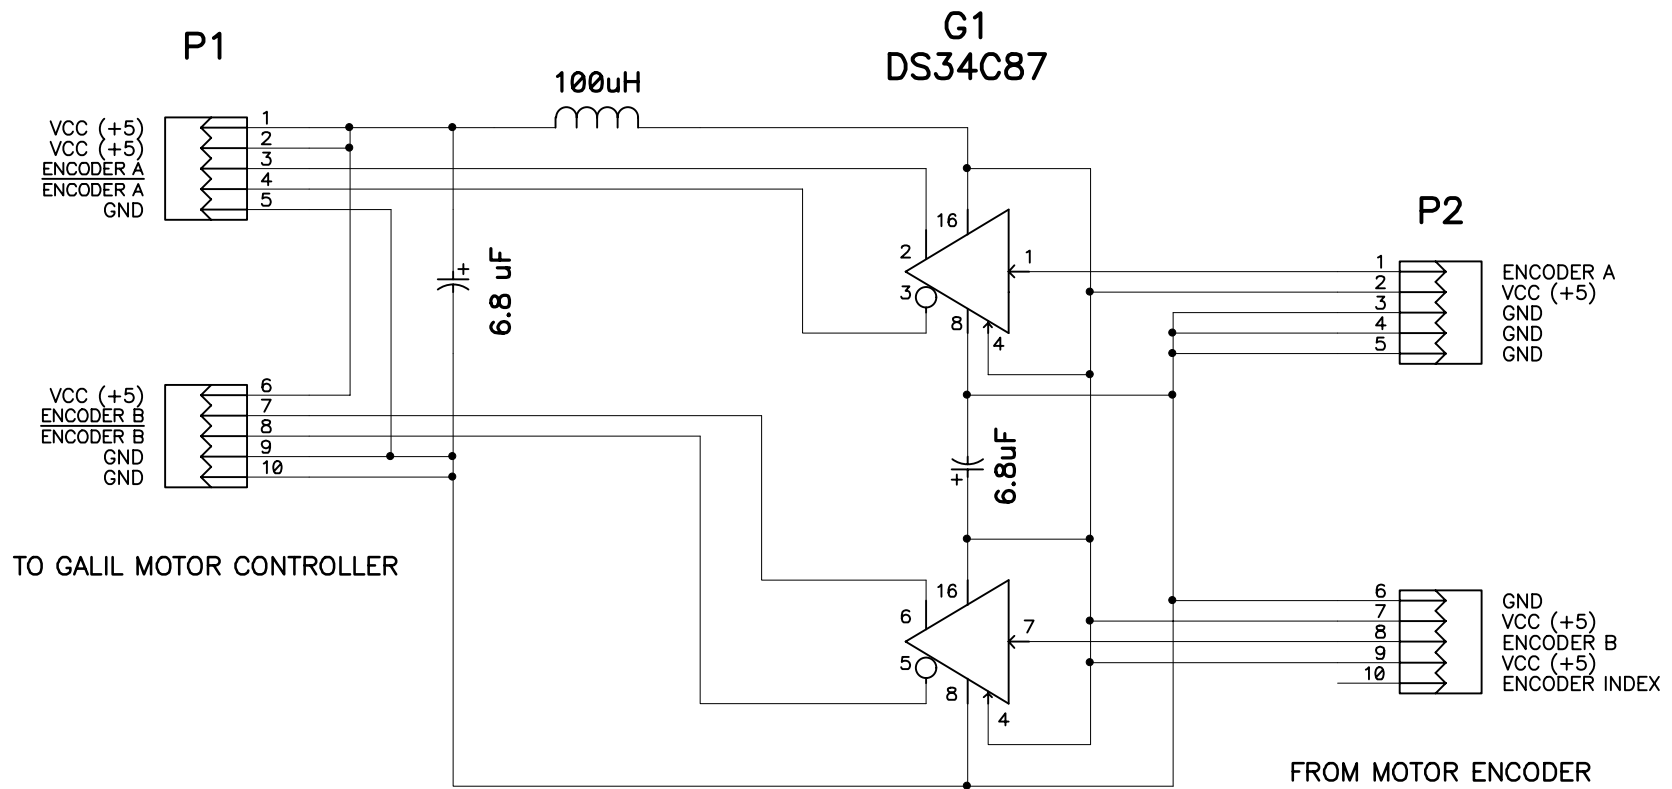 G1
DS34C87
P1
100uH
VCC (+5) 1
VCC (+5) 2
ENCODER A 3
ENCODER A 4
GND 5
16
2
3
8
1
4
6.8 uF
+
P2
1 ENCODER A
2 VCC (+5)
3 GND
4 GND
5 GND
VCC (+5) 6
ENCODER B 7
ENCODER B 8
GND 9
GND 10
6.8uF
+
TO GALIL MOTOR CONTROLLER
16
6
5
8
7
4
6 GND
7 VCC (+5)
8 ENCODER B
9 VCC (+5)
10 ENCODER INDEX
FROM MOTOR ENCODER